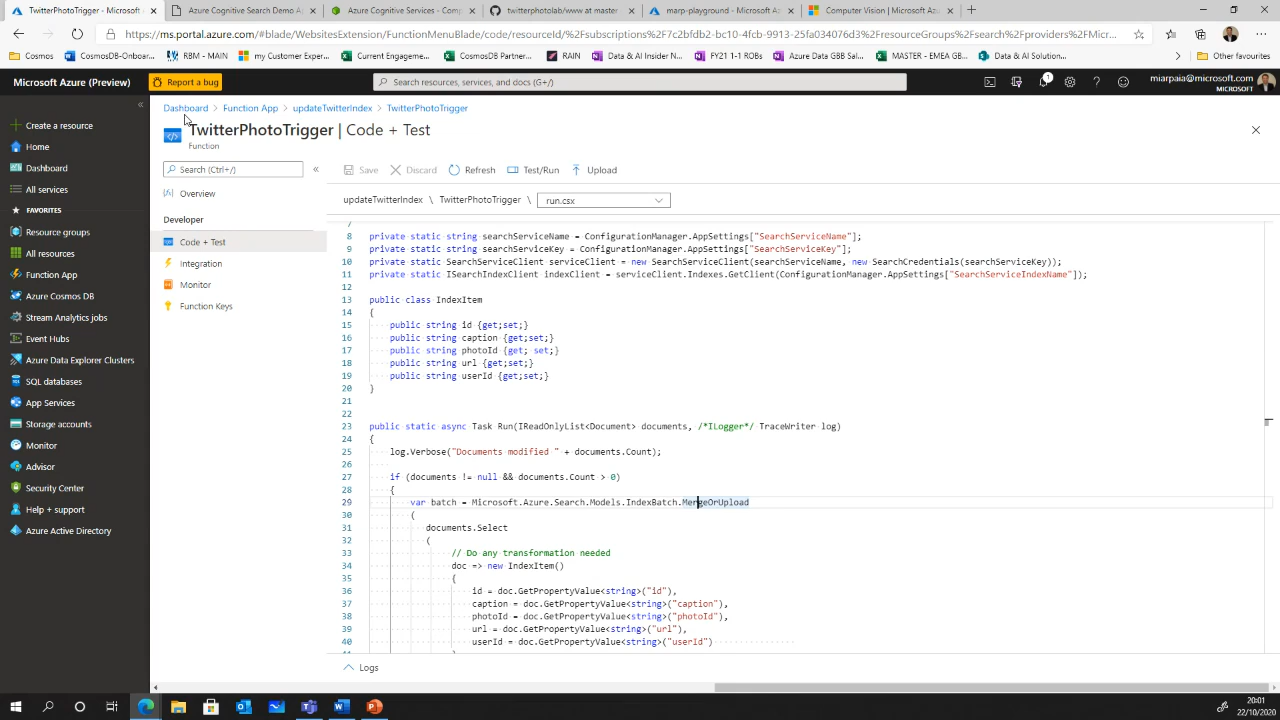 TwitterPhotoTrigger - Microsoft A
Azure Cognitive Search Demo A
Azure Cognitive Services - Comp
twitterphotolab/www at master
marp-playground - Microsoft Az
Computer Vision | Microsoft Az
https://ms.portal.azure.com/#blade/WebsitesExtension/FunctionMenuBlade/code/resourceId/%2Fsubscriptions%2F7c2bfdb2-bc10-4fcb-9913-25fa034076d3%2FresourceGroups%2Fsearch%2Fproviders%2FMic...
Cosmos
CosmosDB-Onboar...
RBM - MAIN
my Customer Exper...
CosmosDB Partners
RAIN
Data & AI Insider N...
FY21 1-1 ROBs
Azure Data GBB Sal...
MASTER - EMEA GB...
Data & AI Solution...
Other favourites
Microsoft Azure (Preview)
Report a bug
Search resources, services, and docs (G+/)
1
miarpaia@microsoft.com
MICROSOFT
Dashboard > Function App > updateTwitterIndex > TwitterPhotoTrigger
TwitterPhotoTrigger | Code + Test
Function
Create a resource
Home
Dashboard
All services
FAVORITES
Resource groups
All resources
Function App
Azure Cosmos DB
Stream Analytics jobs
Event Hubs
Azure Data Explorer Clusters
SQL databases
App Services
Storage accounts
Monitor
Advisor
Security Center
Help + support
Azure Active Directory
Search (Ctrl+/)
Overview
Developer
Code + Test
Integration
Monitor
Function Keys
Save
Discard
Refresh
Test/Run
Upload
updateTwitterIndex \ TwitterPhotoTrigger \ run.csx
7
8 private static string searchServiceName = ConfigurationManager.AppSettings["SearchServiceName"];
9 private static string searchServiceKey = ConfigurationManager.AppSettings["SearchServiceKey"];
10 private static SearchServiceClient serviceClient = new SearchServiceClient(searchServiceName, new SearchCredentials(searchServiceKey));
11 private static ISearchIndexClient indexClient = serviceClient.Indexes.GetClient(ConfigurationManager.AppSettings["SearchServiceIndexName"]);
12
13 public class IndexItem
14 {
15 public string id {get;set;}
16 public string caption {get;set;}
17 public string photoId {get; set;}
18 public string url {get;set;}
19 public string userId {get;set;}
20 }
21
22
23 public static async Task Run(IReadOnlyList<Document> documents, /*ILogger*/ TraceWriter log)
24 {
25 log.Verbose("Documents modified " + documents.Count);
26
27 if (documents != null && documents.Count > 0)
28 {
29 var batch = Microsoft.Azure.Search.Models.IndexBatch.MergeOrUpload
30 (
31 documents.Select
32 (
33 // Do any transformation needed
34 doc => new IndexItem()
35 {
36 id = doc.GetPropertyValue<string>("id"),
37 caption = doc.GetPropertyValue<string>("caption"),
38 photoId = doc.GetPropertyValue<string>("photoId"),
39 url = doc.GetPropertyValue<string>("url"),
40 userId = doc.GetPropertyValue<string>("userId")
Logs
20:01
22/10/2020